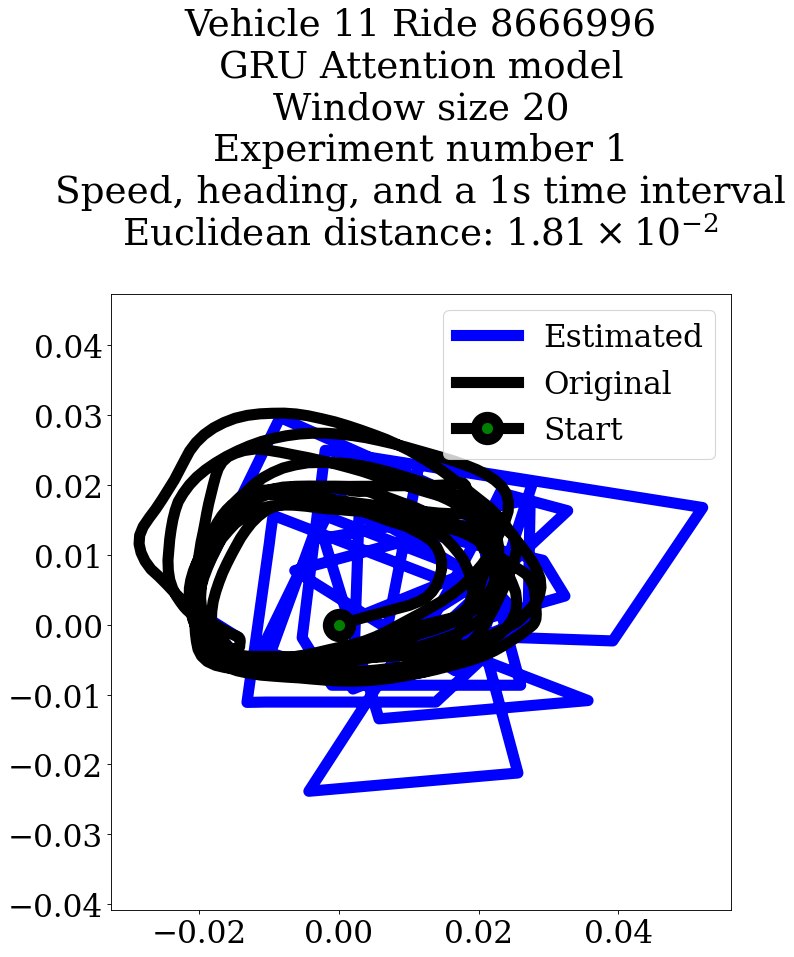 Vehicle 11 Ride 8666996
GRU Attention model
Window size 20
Experiment number 1
Speed, heading, and a 1s time interval
Euclidean distance: 1.81 × 10⁻²
Estimated
Original
Start
0.04
0.03
0.02
0.01
0.00
−0.01
−0.02
−0.03
−0.04
−0.02 0.00 0.02 0.04